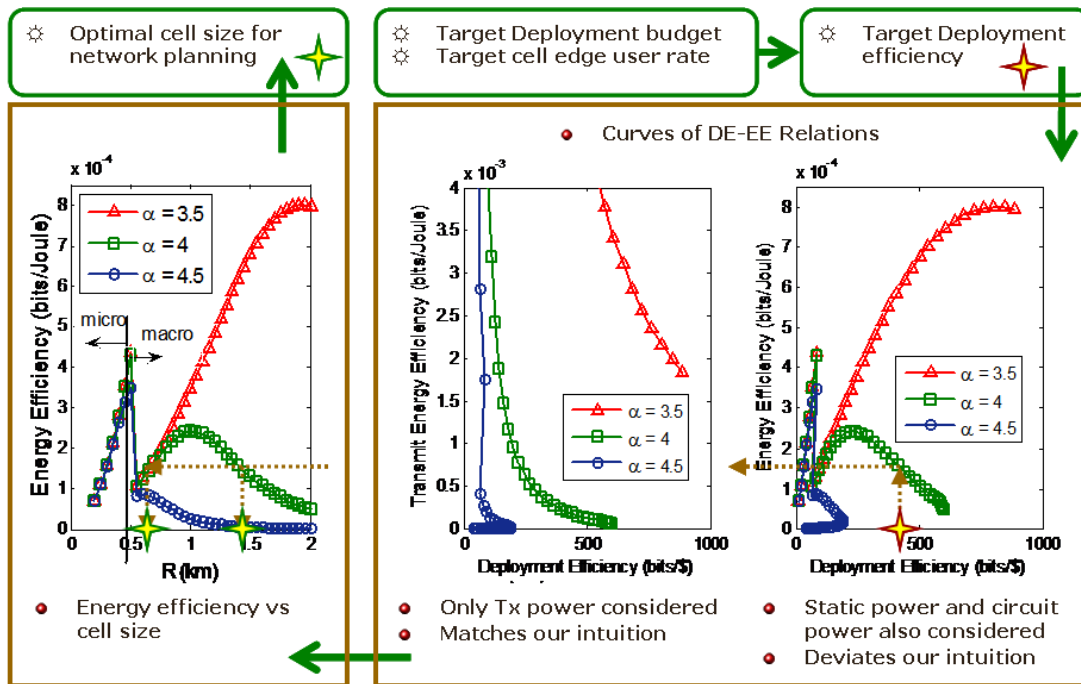 Optimal cell size for
network planning
Target Deployment budget
Target cell edge user rate
Target Deployment
efficiency
Curves of DE-EE Relations
x 10^-4
8
7
6
5
4
3
2
1
0
Energy Efficiency (bits/Joule)
α = 3.5
α = 4
α = 4.5
micro
macro
0
0.5
1
1.5
2
R (km)
x 10^-3
4
3.5
3
2.5
2
1.5
1
0.5
0
Transmit Energy Efficiency (bits/Joule)
α = 3.5
α = 4
α = 4.5
0
500
1000
Deployment Efficiency (bits/$)
x 10^-4
8
7
6
5
4
3
2
1
0
Energy Efficiency (bits/Joule)
α = 3.5
α = 4
α = 4.5
0
500
1000
Deployment Efficiency (bits/$)
Energy efficiency vs
cell size
Only Tx power considered
Matches our intuition
Static power and circuit
power also considered
Deviates our intuition